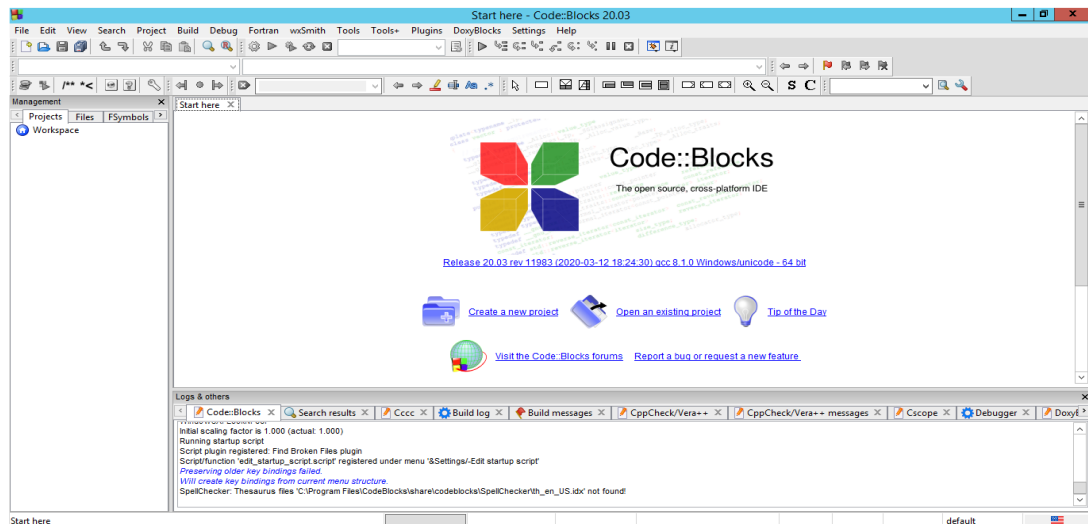 Start here - Code::Blocks 20.03
File Edit View Search Project Build Debug Fortran wxSmith Tools Tools+ Plugins DoxyBlocks Settings Help
/** *<
S C
Management
Projects Files FSymbols
Workspace
Start here
Code::Blocks
The open source, cross-platform IDE
Release 20.03 rev 11983 (2020-03-12 18:24:30) gcc 8.1.0 Windows/unicode - 64 bit
Create a new project Open an existing project Tip of the Day
Visit the Code::Blocks forums Report a bug or request a new feature
Logs & others
Code::Blocks Search results Cccc Build log Build messages CppCheck/Vera++ CppCheck/Vera++ messages Cscope Debugger
Initial scaling factor is 1.000 (actual: 1.000)
Running startup script
Script plugin registered: Find Broken Files plugin
Script/function 'edit_startup_script.script' registered under menu '&Settings/-Edit startup script'
Preserving older key bindings failed.
Will create key bindings from current menu structure.
SpellChecker: Thesaurus files 'C:\Program Files\CodeBlocks\share\codeblocks\SpellChecker\th_en_US.idx' not found!
Start here default